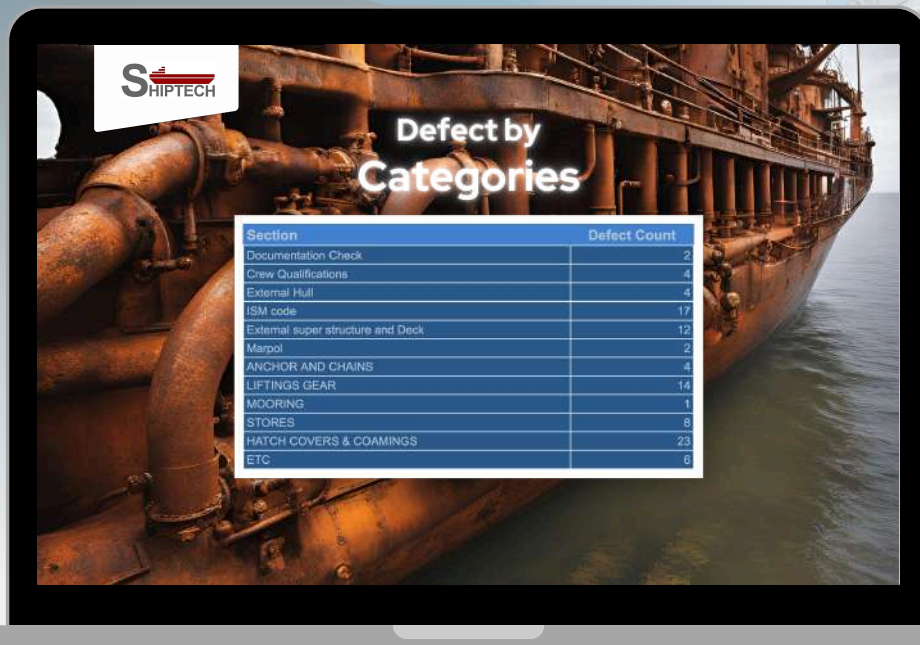 SHIPTECH
Defect by
Categories
Section Defect Count
Documentation Check 2
Crew Qualifications 4
External Hull 4
ISM code 17
External super structure and Deck 12
Marpol 2
ANCHOR AND CHAINS 4
LIFTINGS GEAR 14
MOORING 1
STORES 8
HATCH COVERS & COAMINGS 23
ETC 6